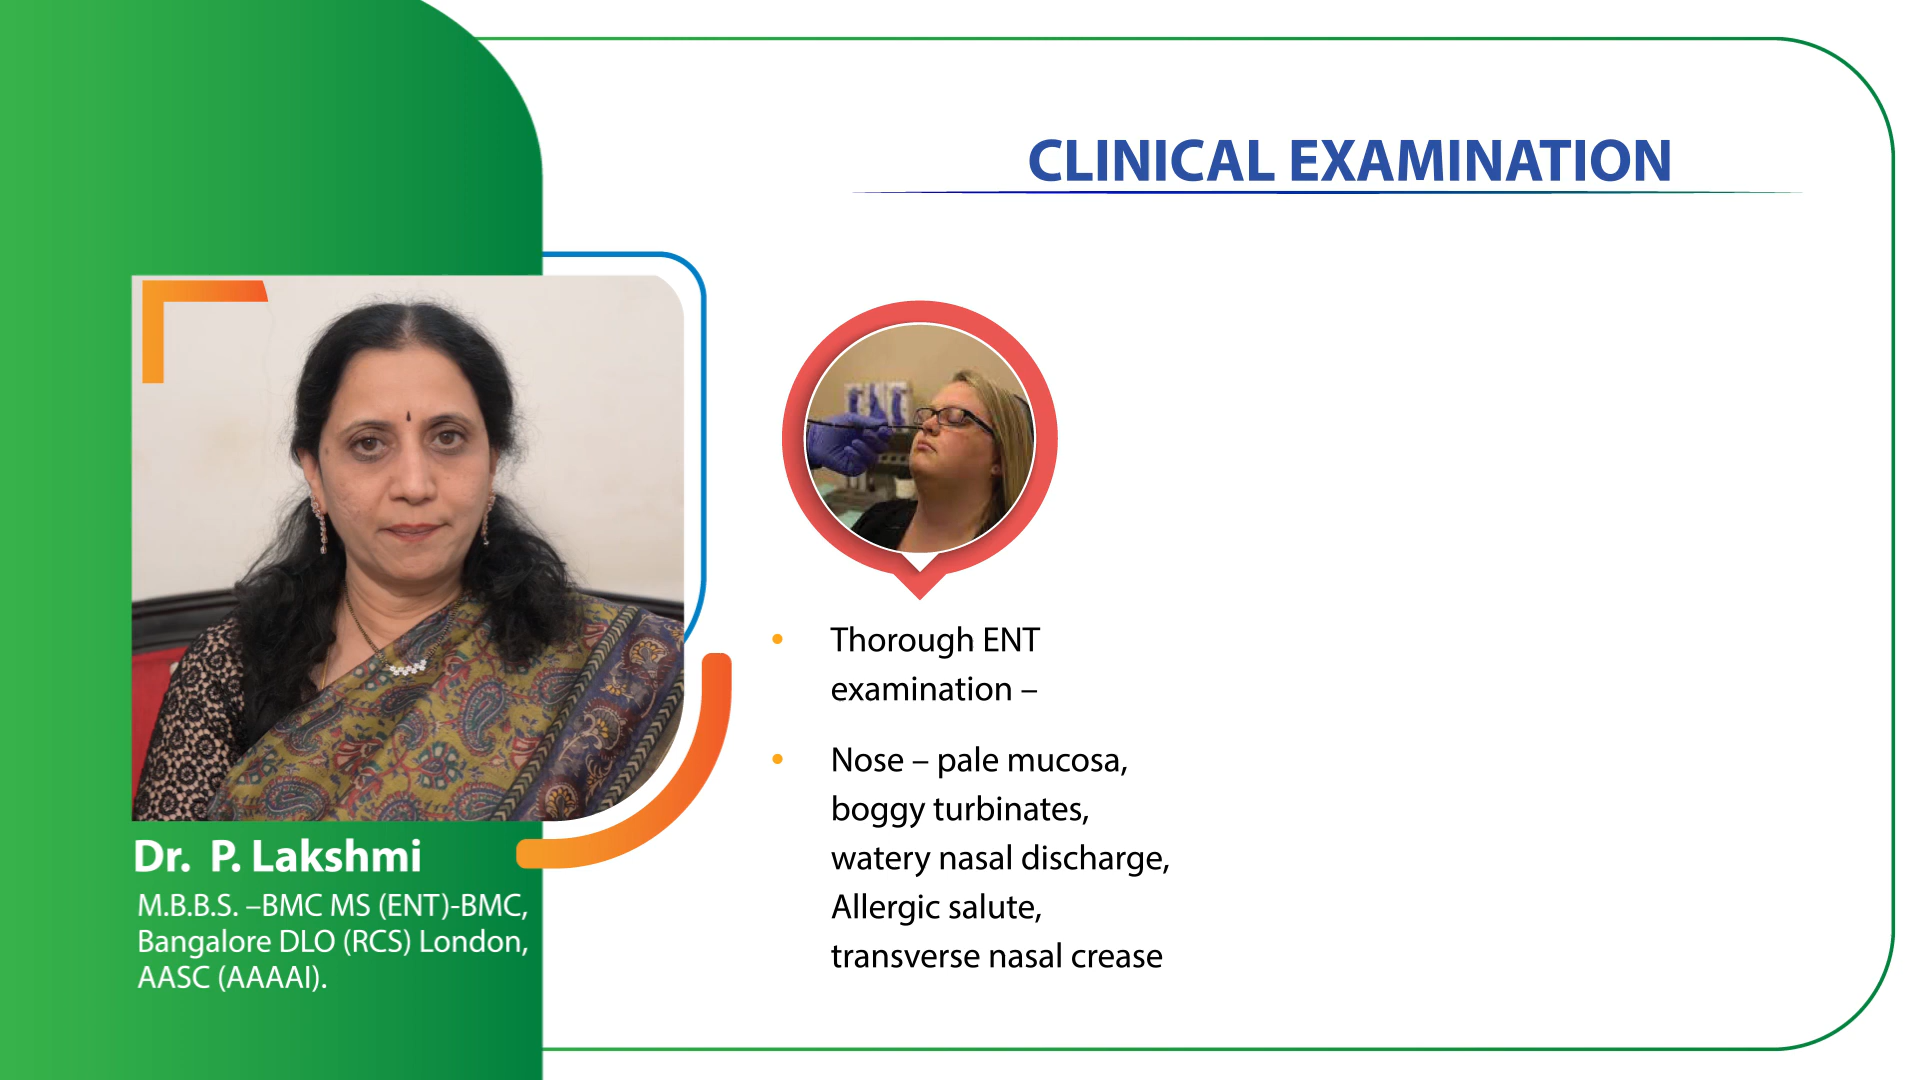 CLINICAL EXAMINATION
Dr. P. Lakshmi
M.B.B.S. –BMC MS (ENT)-BMC,
Bangalore DLO (RCS) London,
AASC (AAAAI).
• Thorough ENT
examination –
• Nose – pale mucosa,
boggy turbinates,
watery nasal discharge,
Allergic salute,
transverse nasal crease